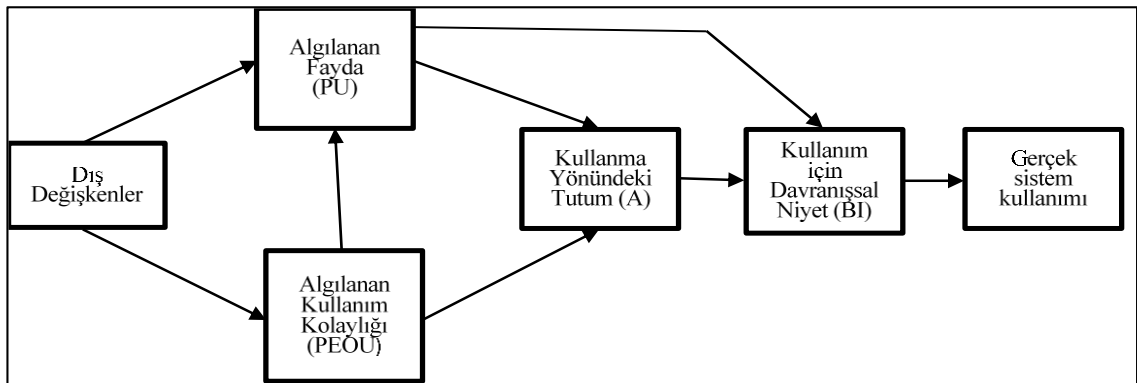 Algılanan
Fayda
(PU)
Dış
Değişkenler
Kullanma
Yönündeki
Tutum (A)
Kullanım
için
Davranışsal
Niyet (BI)
Gerçek
sistem
kullanımı
Algılanan
Kullanım
Kolaylığı
(PEOU)